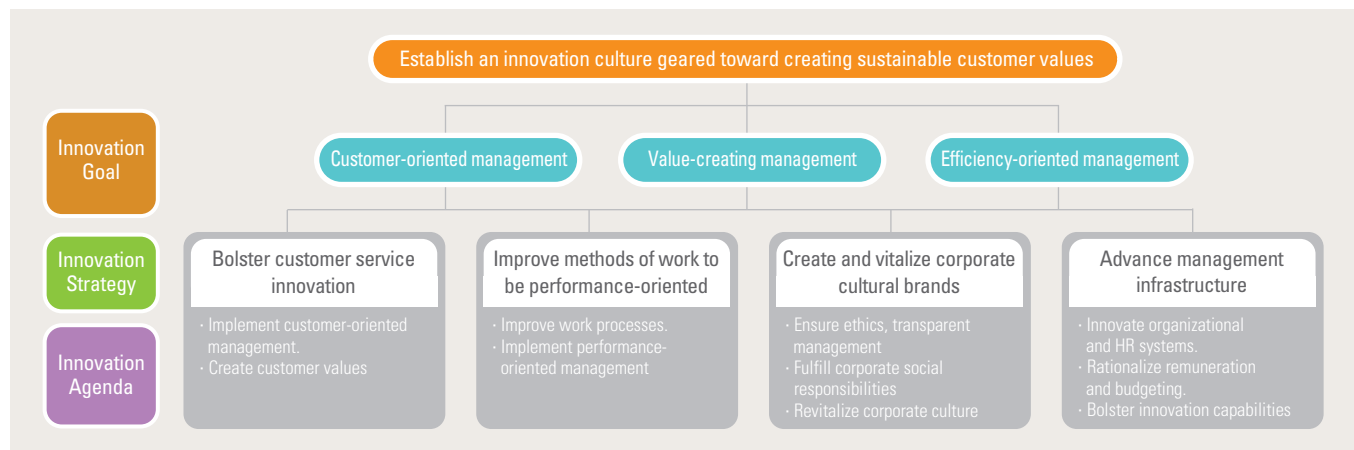 Establish an innovation culture geared toward creating sustainable customer values
Innovation
Goal
Customer-oriented management
Value-creating management
Efficiency-oriented management
Innovation
Strategy
Bolster customer service
innovation
Improve methods of work to
be performance-oriented
Create and vitalize corporate
cultural brands
Advance management
infrastructure
Innovation
Agenda
· Implement customer-oriented
management.
· Create customer values
· Improve work processes.
· Implement performance-
oriented management
· Ensure ethics, transparent
management
· Fulfill corporate social
responsibilities
· Revitalize corporate culture
· Innovate organizational
and HR systems.
· Rationalize remuneration
and budgeting.
· Bolster innovation capabilities